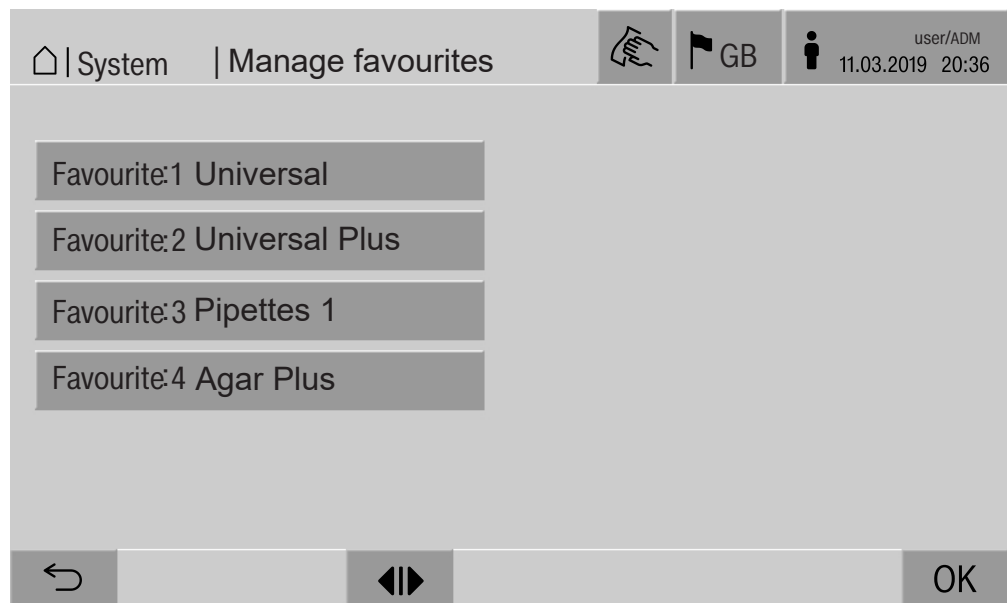 | System | Manage favourites
GB
user/ADM
11.03.2019 20:36
Favourite:1 Universal
Favourite:2 Universal Plus
Favourite:3 Pipettes 1
Favourite:4 Agar Plus
OK